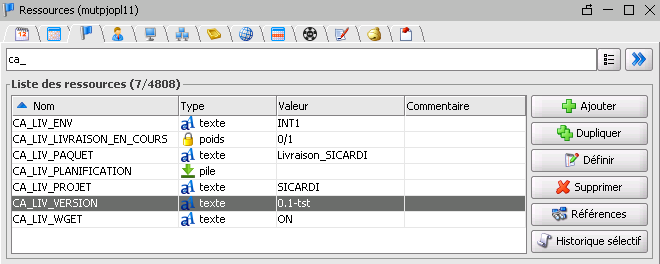 Ressources (mutpjopl11)
ca_
Liste des ressources (7/4808)
Nom Type Valeur Commentaire
CA_LIV_ENV texte INT1
CA_LIV_LIVRAISON_EN_COURS poids 0/1
CA_LIV_PAQUET texte Livraison_SICARDI
CA_LIV_PLANIFICATION pile
CA_LIV_PROJET texte SICARDI
CA_LIV_VERSION texte 0.1-tst
CA_LIV_WGET texte ON
Ajouter
Dupliquer
Définir
Supprimer
Références
Historique sélectif